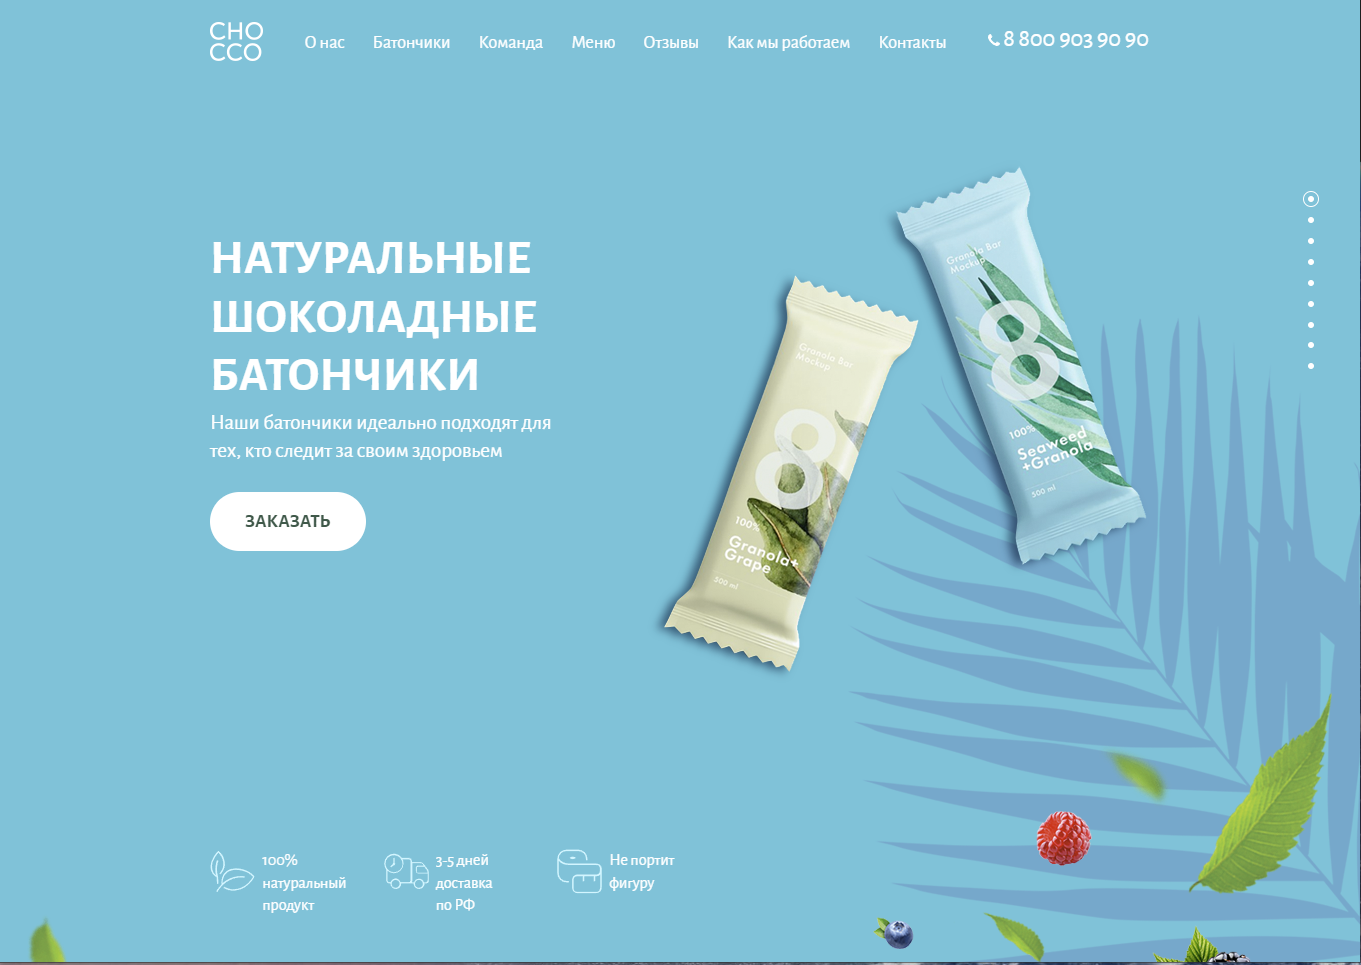 CHO
CCO
О нас Батончики Команда Меню Отзывы Как мы работаем Контакты 8 800 903 90 90
НАТУРАЛЬНЫЕ
ШОКОЛАДНЫЕ
БАТОНЧИКИ
Наши батончики идеально подходят для
тех, кто следит за своим здоровьем
ЗАКАЗАТЬ
Granola Bar
Mockup
8
100%
Granola+
Grape
500 ml
Granola Bar
Mockup
8
100%
Seaweed
+Granola
500 ml
100%
натуральный
продукт
3-5 дней
доставка
по РФ
Не портит
фигуру